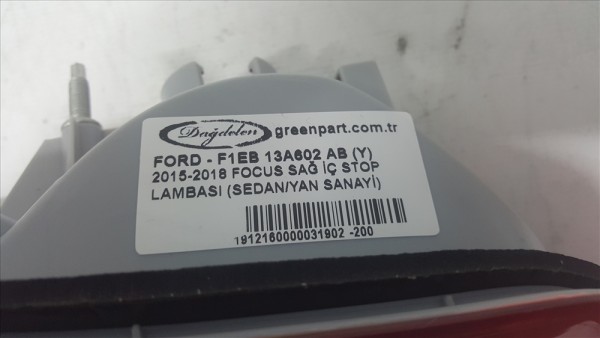 Dağdelen greenpart.com.tr
FORD - F1EB 13A602 AB (Y)
2015-2018 FOCUS SAĞ İÇ STOP
LAMBASI (SEDAN/YAN SANAYİ)
1912160000031902 -200